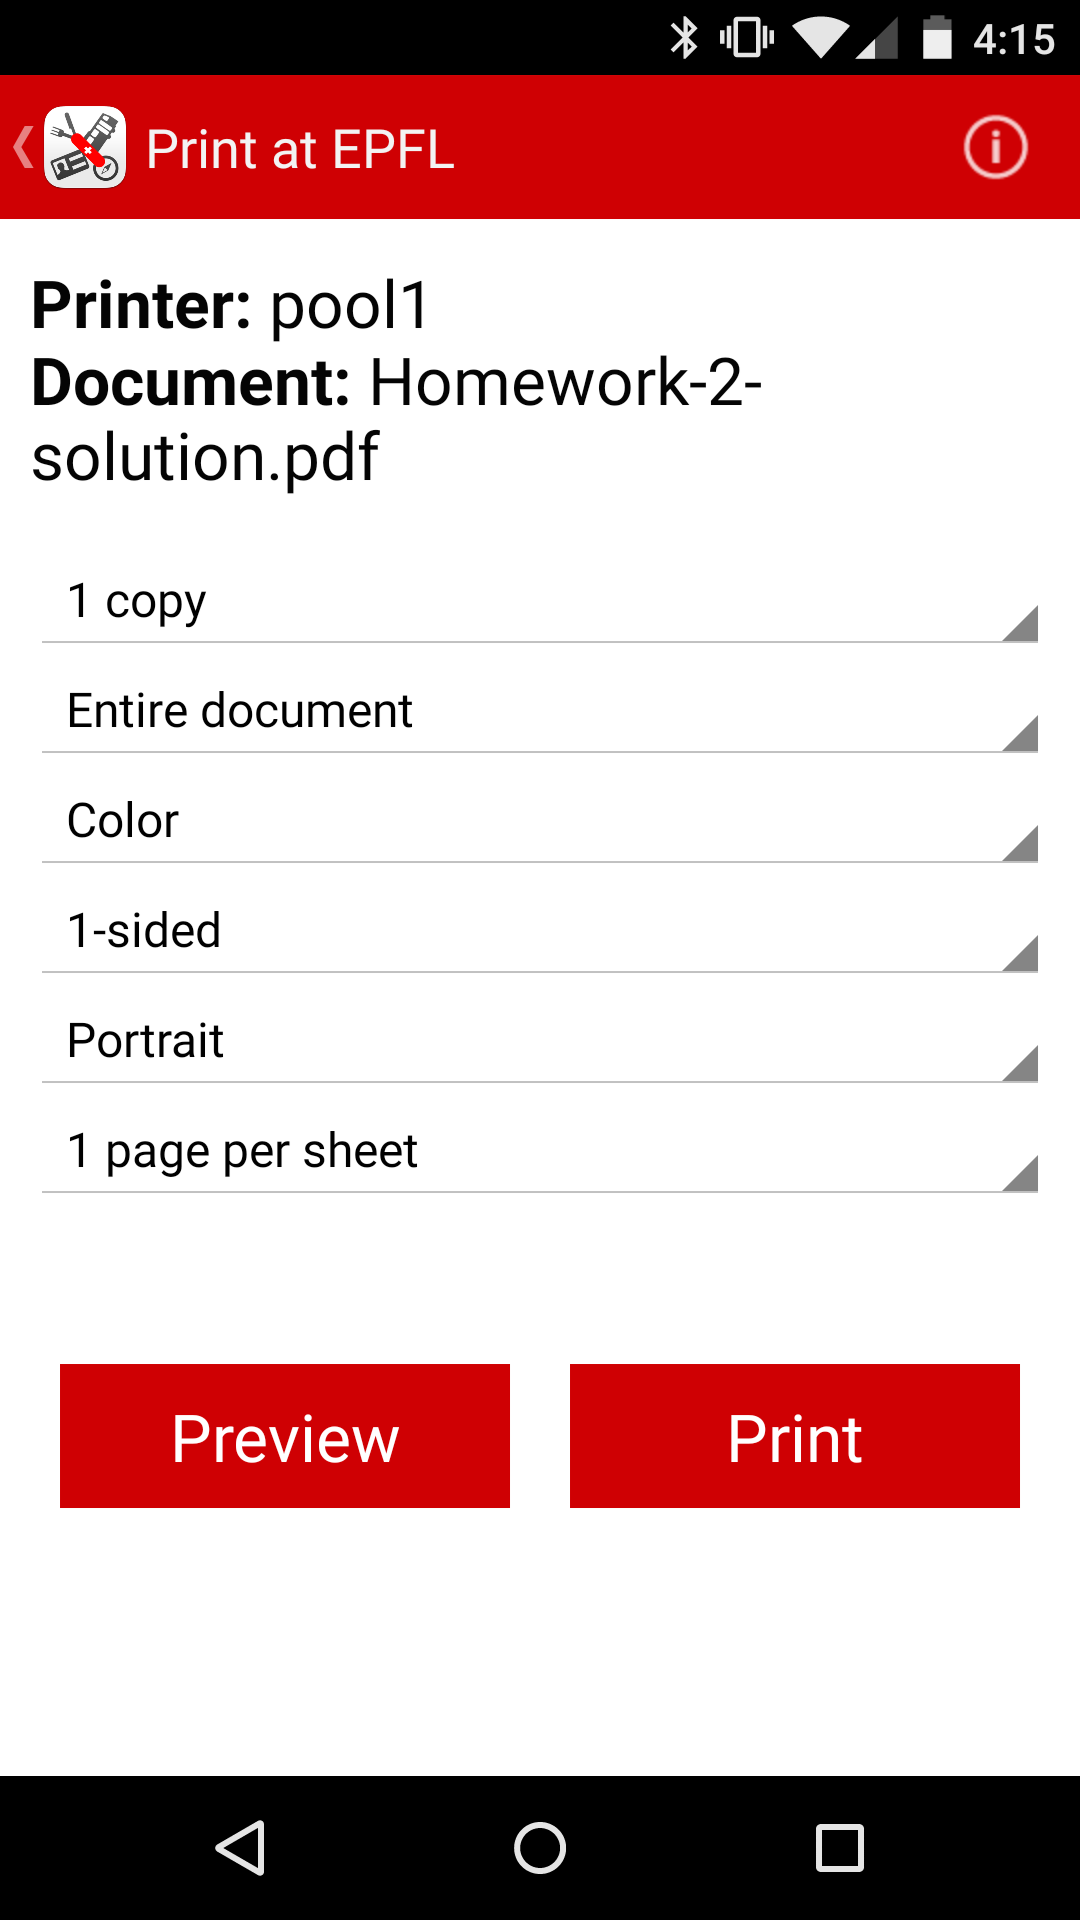 4:15
Print at EPFL
Printer: pool1
Document: Homework-2-
solution.pdf
1 copy
Entire document
Color
1-sided
Portrait
1 page per sheet
Preview Print